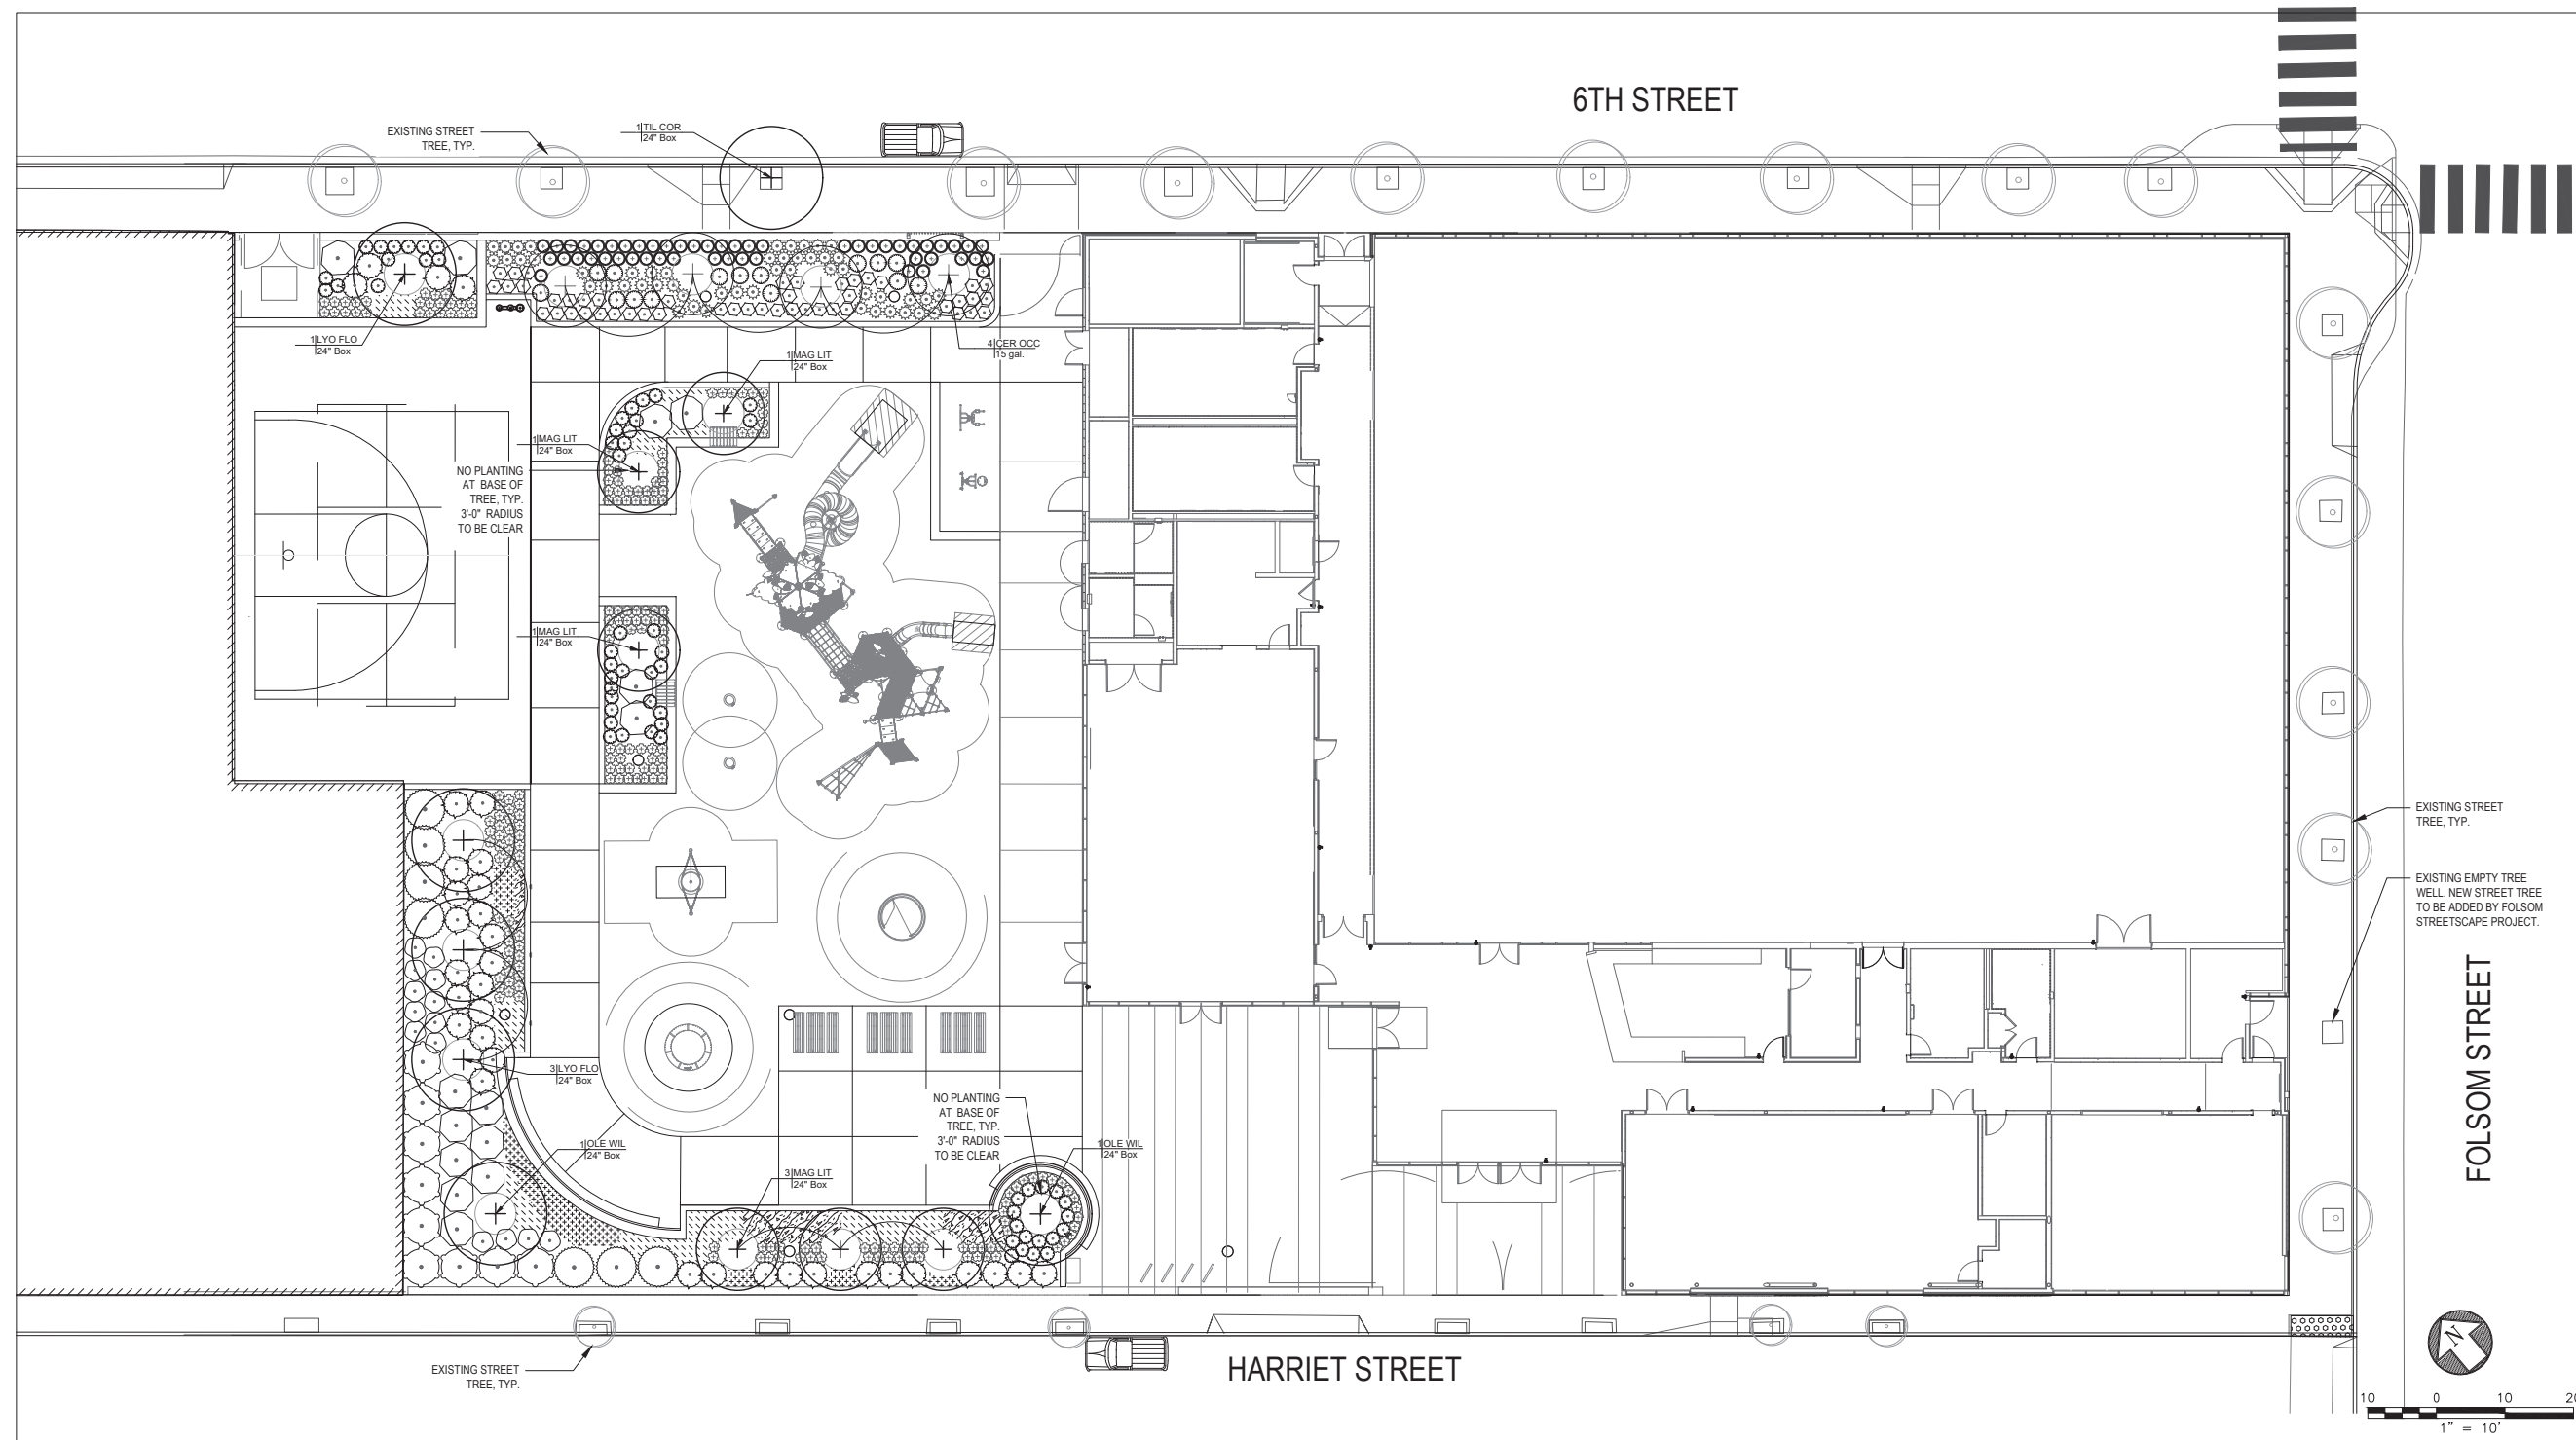 6TH STREET
EXISTING STREET
TREE, TYP.
1 TIL COR
24" Box
1 LYO FLO
24" Box
4 CER OCC
15 gal.
1 MAG LIT
24" Box
1 MAG LIT
24" Box
NO PLANTING
AT BASE OF
TREE, TYP.
3'-0" RADIUS
TO BE CLEAR
1 MAG LIT
24" Box
EXISTING STREET
TREE, TYP.
EXISTING EMPTY TREE
WELL. NEW STREET TREE
TO BE ADDED BY FOLSOM
STREETSCAPE PROJECT.
FOLSOM STREET
3 LYO FLO
24" Box
NO PLANTING
AT BASE OF
TREE, TYP.
3'-0" RADIUS
TO BE CLEAR
1 OLE WIL
24" Box
1 OLE WIL
24" Box
3 MAG LIT
24" Box
EXISTING STREET
TREE, TYP.
HARRIET STREET
N
10 0 10 20
1" = 10'